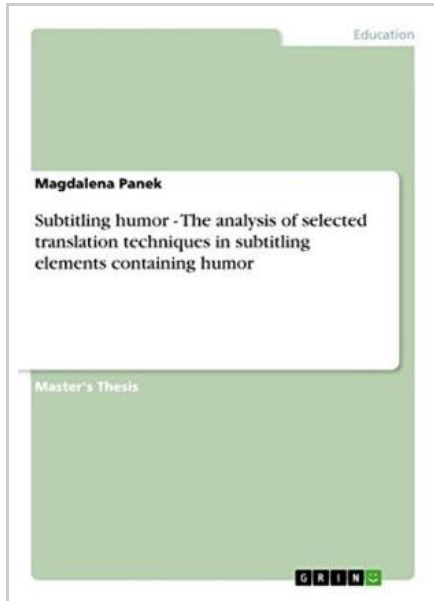 Education
Magdalena Panek
Subtitling humor - The analysis of selected
translation techniques in subtitling
elements containing humor
Master's Thesis
GRIN